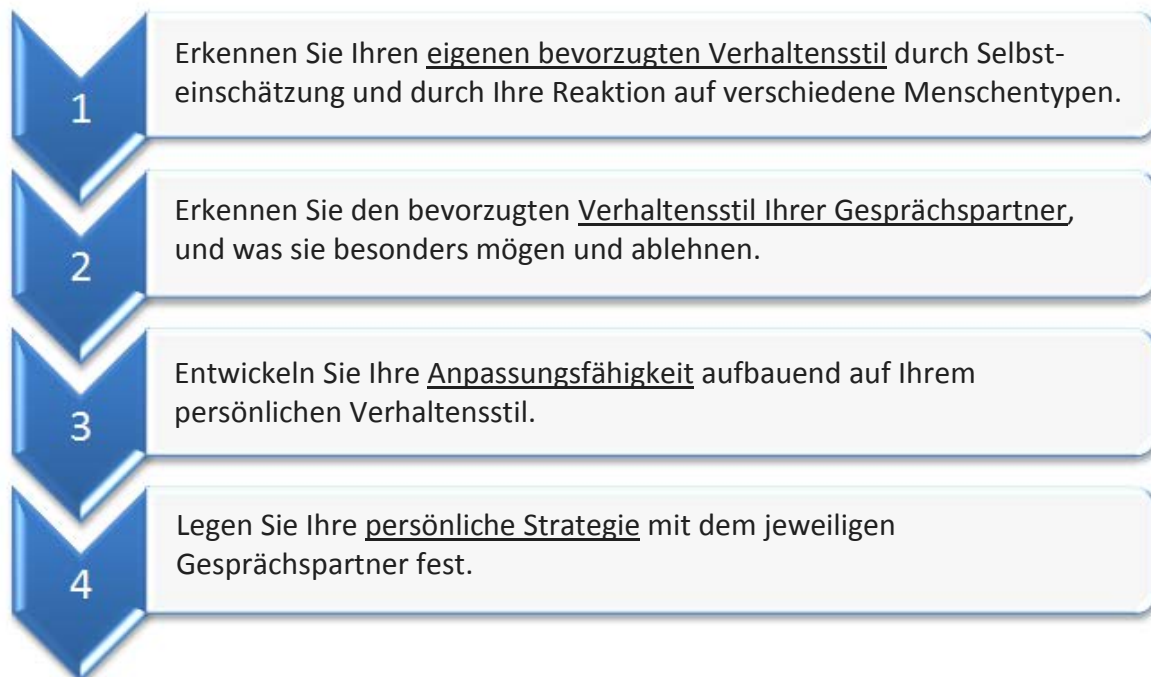 1
Erkennen Sie Ihren eigenen bevorzugten Verhaltensstil durch Selbst-
einschätzung und durch Ihre Reaktion auf verschiedene Menschentypen.
2
Erkennen Sie den bevorzugten Verhaltensstil Ihrer Gesprächspartner,
und was sie besonders mögen und ablehnen.
3
Entwickeln Sie Ihre Anpassungsfähigkeit aufbauend auf Ihrem
persönlichen Verhaltensstil.
4
Legen Sie Ihre persönliche Strategie mit dem jeweiligen
Gesprächspartner fest.